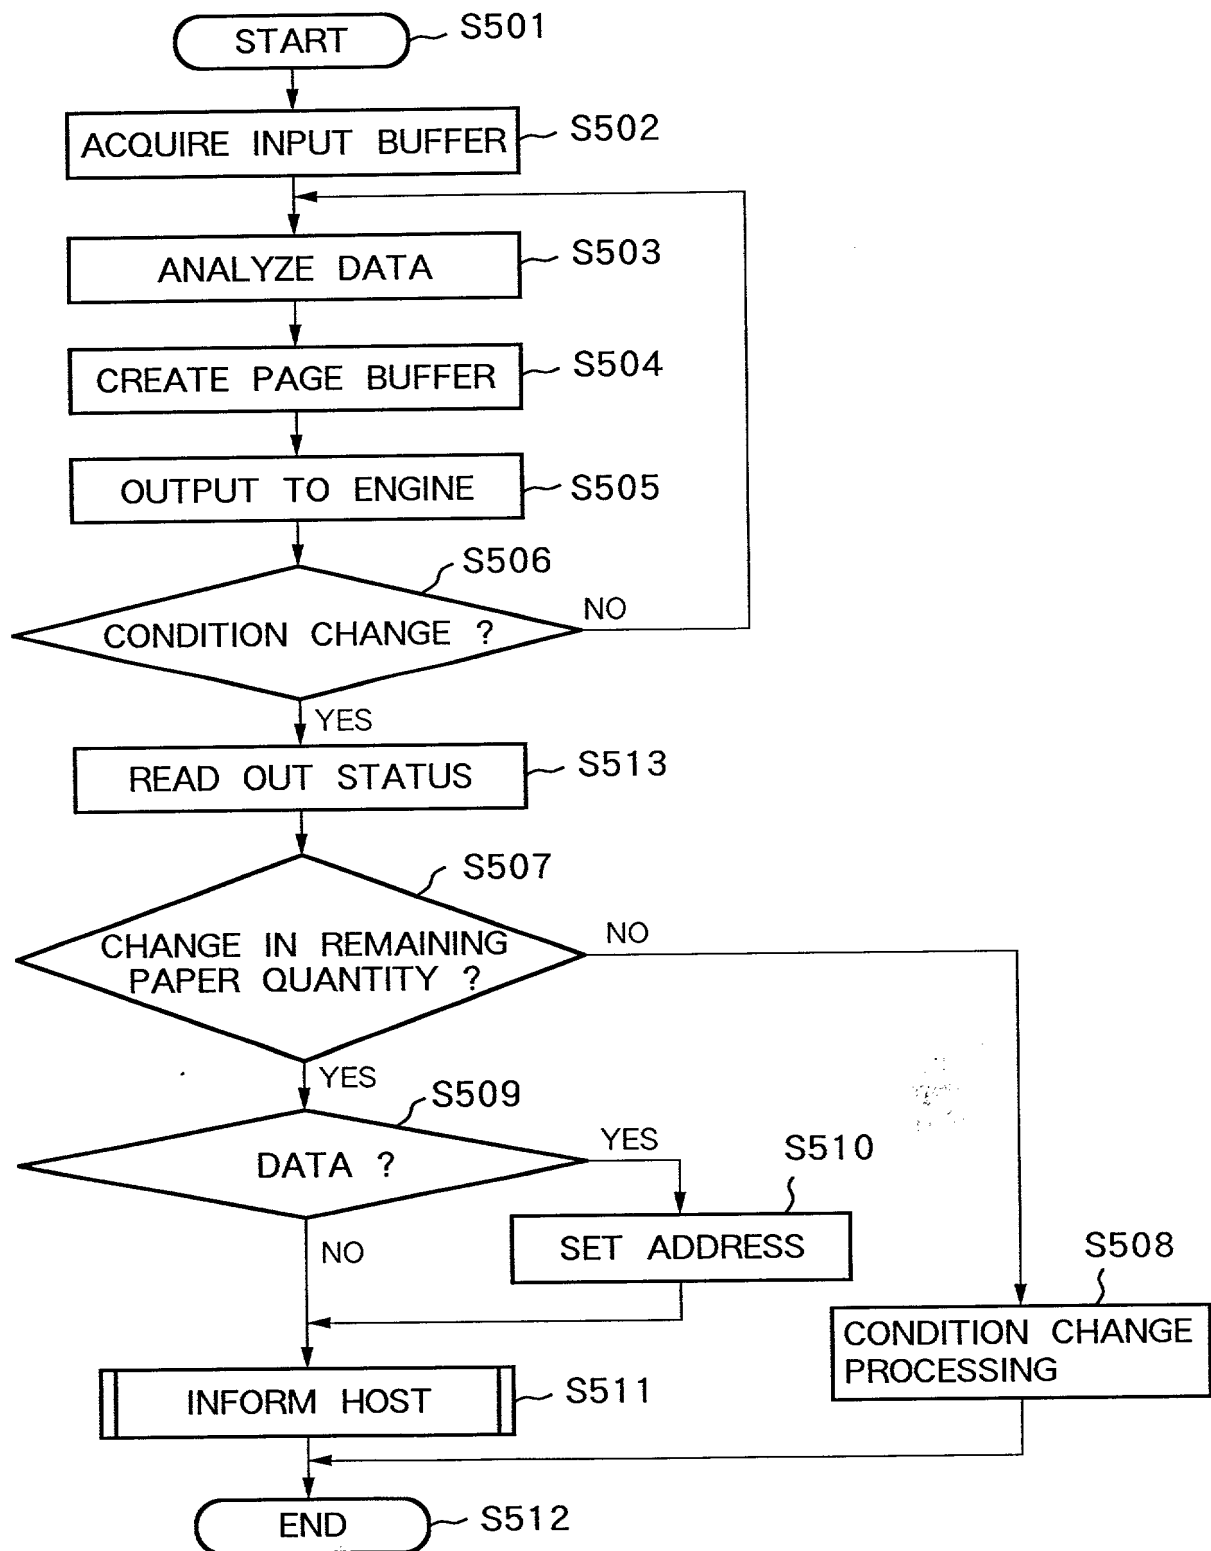 START
S501
ACQUIRE INPUT BUFFER
S502
ANALYZE DATA
S503
CREATE PAGE BUFFER
S504
OUTPUT TO ENGINE
S505
S506
CONDITION CHANGE ?
NO
YES
READ OUT STATUS
S513
S507
CHANGE IN REMAINING
PAPER QUANTITY ?
NO
YES
S509
DATA ?
YES
S510
NO
SET ADDRESS
S508
CONDITION CHANGE
PROCESSING
INFORM HOST
S511
END
S512